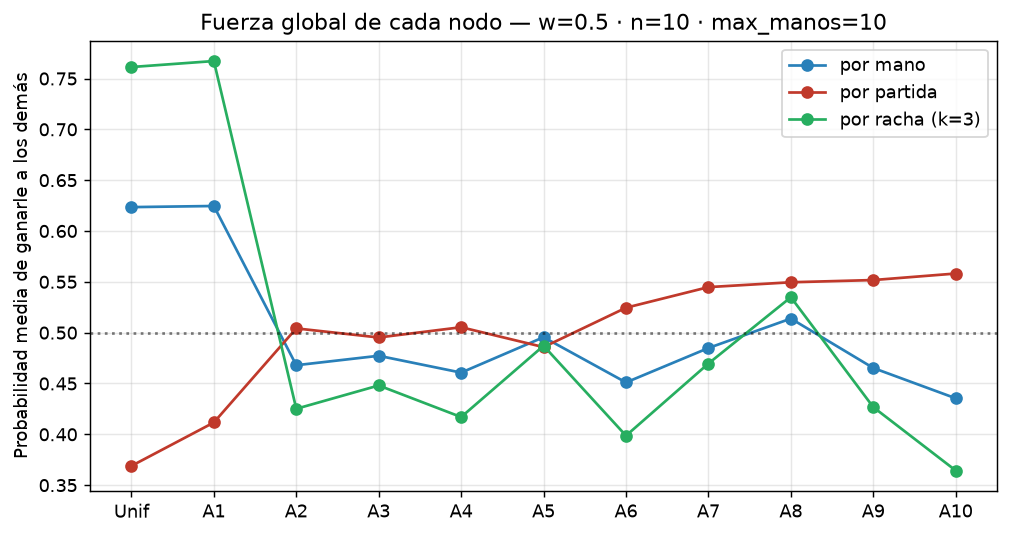 Fuerza global de cada nodo — w=0.5 · n=10 · max_manos=10
Probabilidad media de ganarle a los demás
0.75
0.70
0.65
0.60
0.55
0.50
0.45
0.40
0.35
por mano
por partida
por racha (k=3)
Unif A1 A2 A3 A4 A5 A6 A7 A8 A9 A10